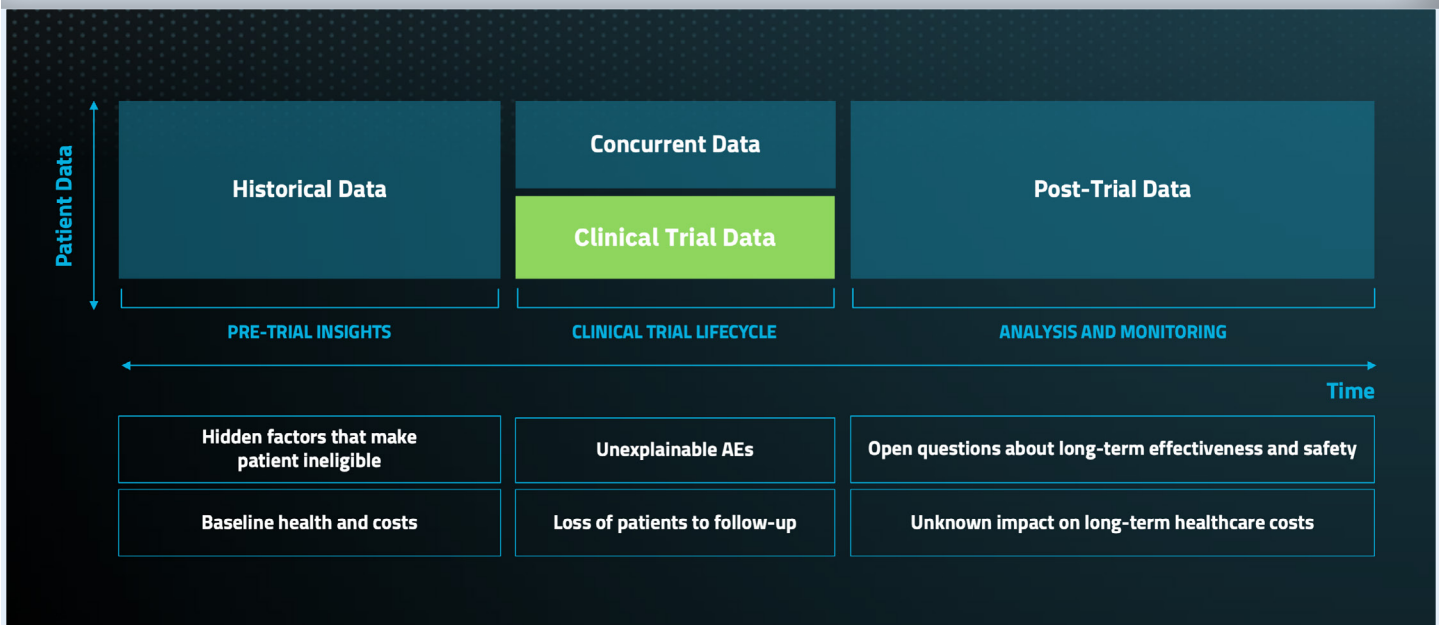 Patient Data
Historical Data
Concurrent Data
Clinical Trial Data
Post-Trial Data
PRE-TRIAL INSIGHTS
CLINICAL TRIAL LIFECYCLE
ANALYSIS AND MONITORING
Time
Hidden factors that make
patient ineligible
Unexplainable AEs
Open questions about long-term effectiveness and safety
Baseline health and costs
Loss of patients to follow-up
Unknown impact on long-term healthcare costs